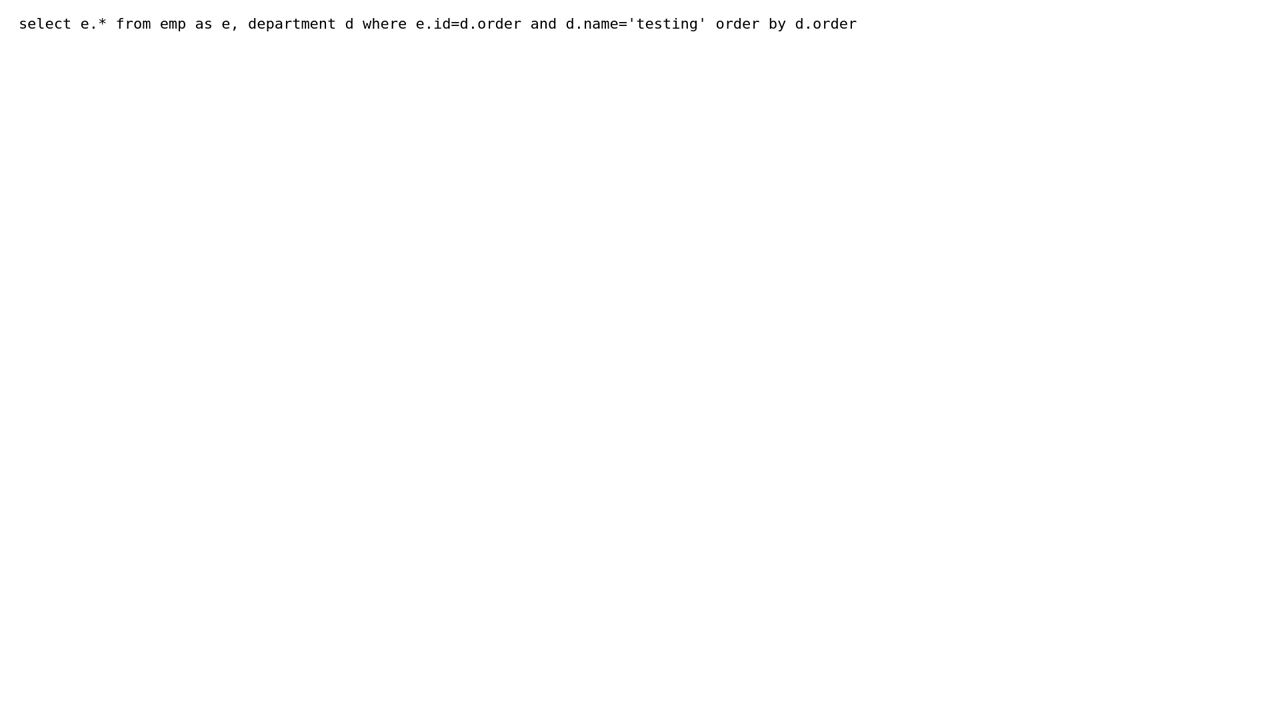 select e.* from emp as e, department d where e.id=d.order and d.name='testing' order by d.order